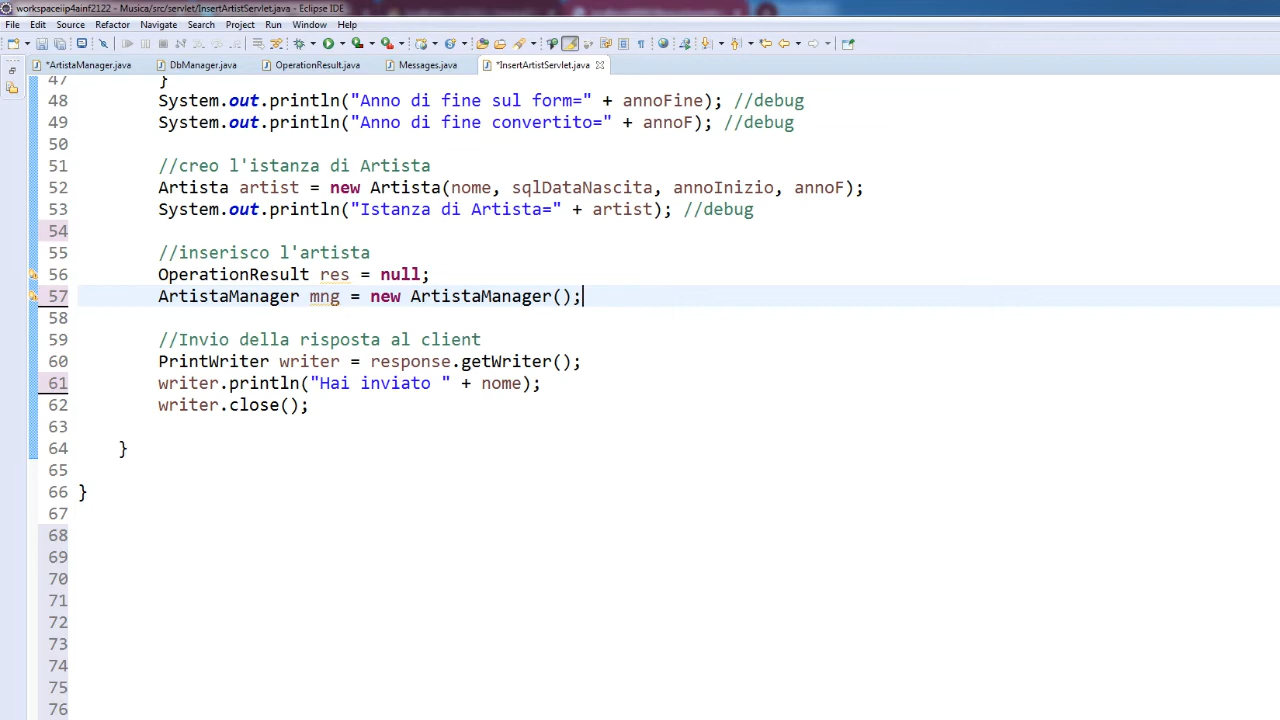 workspaceiip4ainf2122 - Musica/src/servlet/InsertArtistServlet.java - Eclipse IDE
File Edit Source Refactor Navigate Search Project Run Window Help
*ArtistaManager.java DbManager.java OperationResult.java Messages.java *InsertArtistServlet.java
47 }
48 System.out.println("Anno di fine sul form=" + annoFine); //debug
49 System.out.println("Anno di fine convertito=" + annoF); //debug
50
51 //creo l'istanza di Artista
52 Artista artist = new Artista(nome, sqlDataNascita, annoInizio, annoF);
53 System.out.println("Istanza di Artista=" + artist); //debug
54
55 //inserisco l'artista
56 OperationResult res = null;
57 ArtistaManager mng = new ArtistaManager();
58
59 //Invio della risposta al client
60 PrintWriter writer = response.getWriter();
61 writer.println("Hai inviato " + nome);
62 writer.close();
63
64 }
65
66 }
67
68
69
70
71
72
73
74
75
76